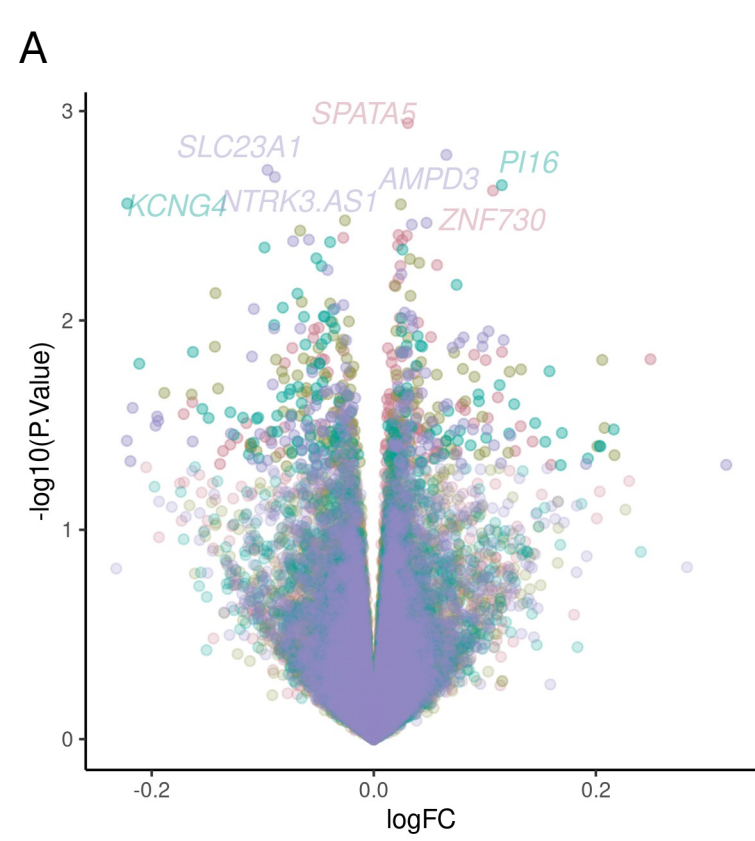 A
3
SPATA5
SLC23A1
PI16
AMPD3
KCNG4
NTRK3.AS1
ZNF730
2
-log10(P.Value)
1
0
-0.2
0.0
0.2
logFC